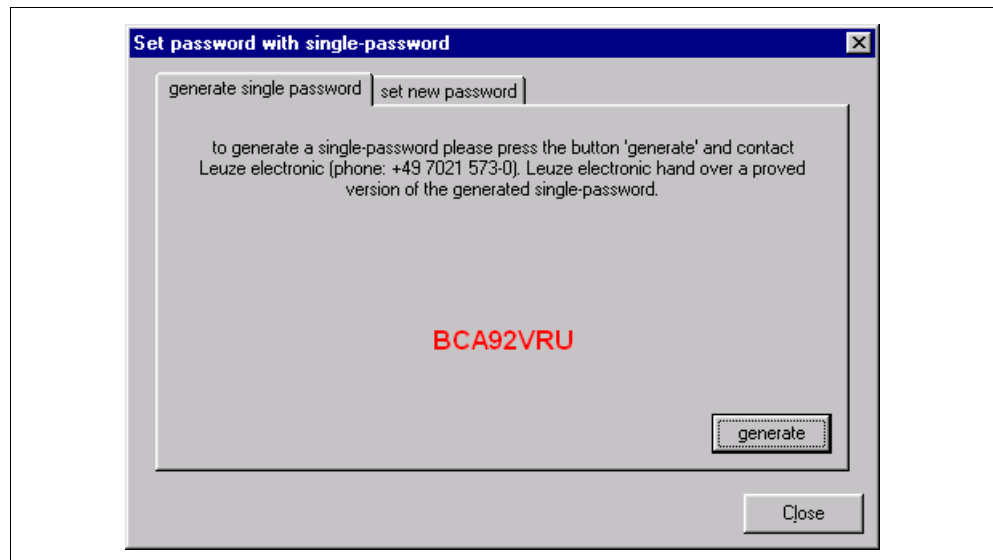 Set password with single-password
generate single password
set new password
to generate a single-password please press the button 'generate' and contact
Leuze electronic (phone: +49 7021 573-0). Leuze electronic hand over a proved
version of the generated single-password.
BCA92VRU
generate
Close